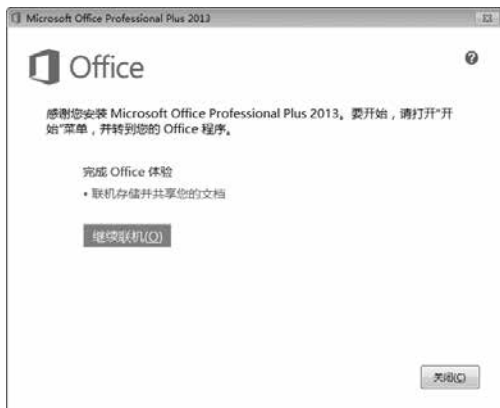 Microsoft Office Professional Plus 2013
Office
感谢您安装 Microsoft Office Professional Plus 2013。要开始，请打开“开
始”菜单，并转到您的 Office 程序。
完成 Office 体验
• 联机存储并共享您的文档
继续联机(O)
关闭(C)